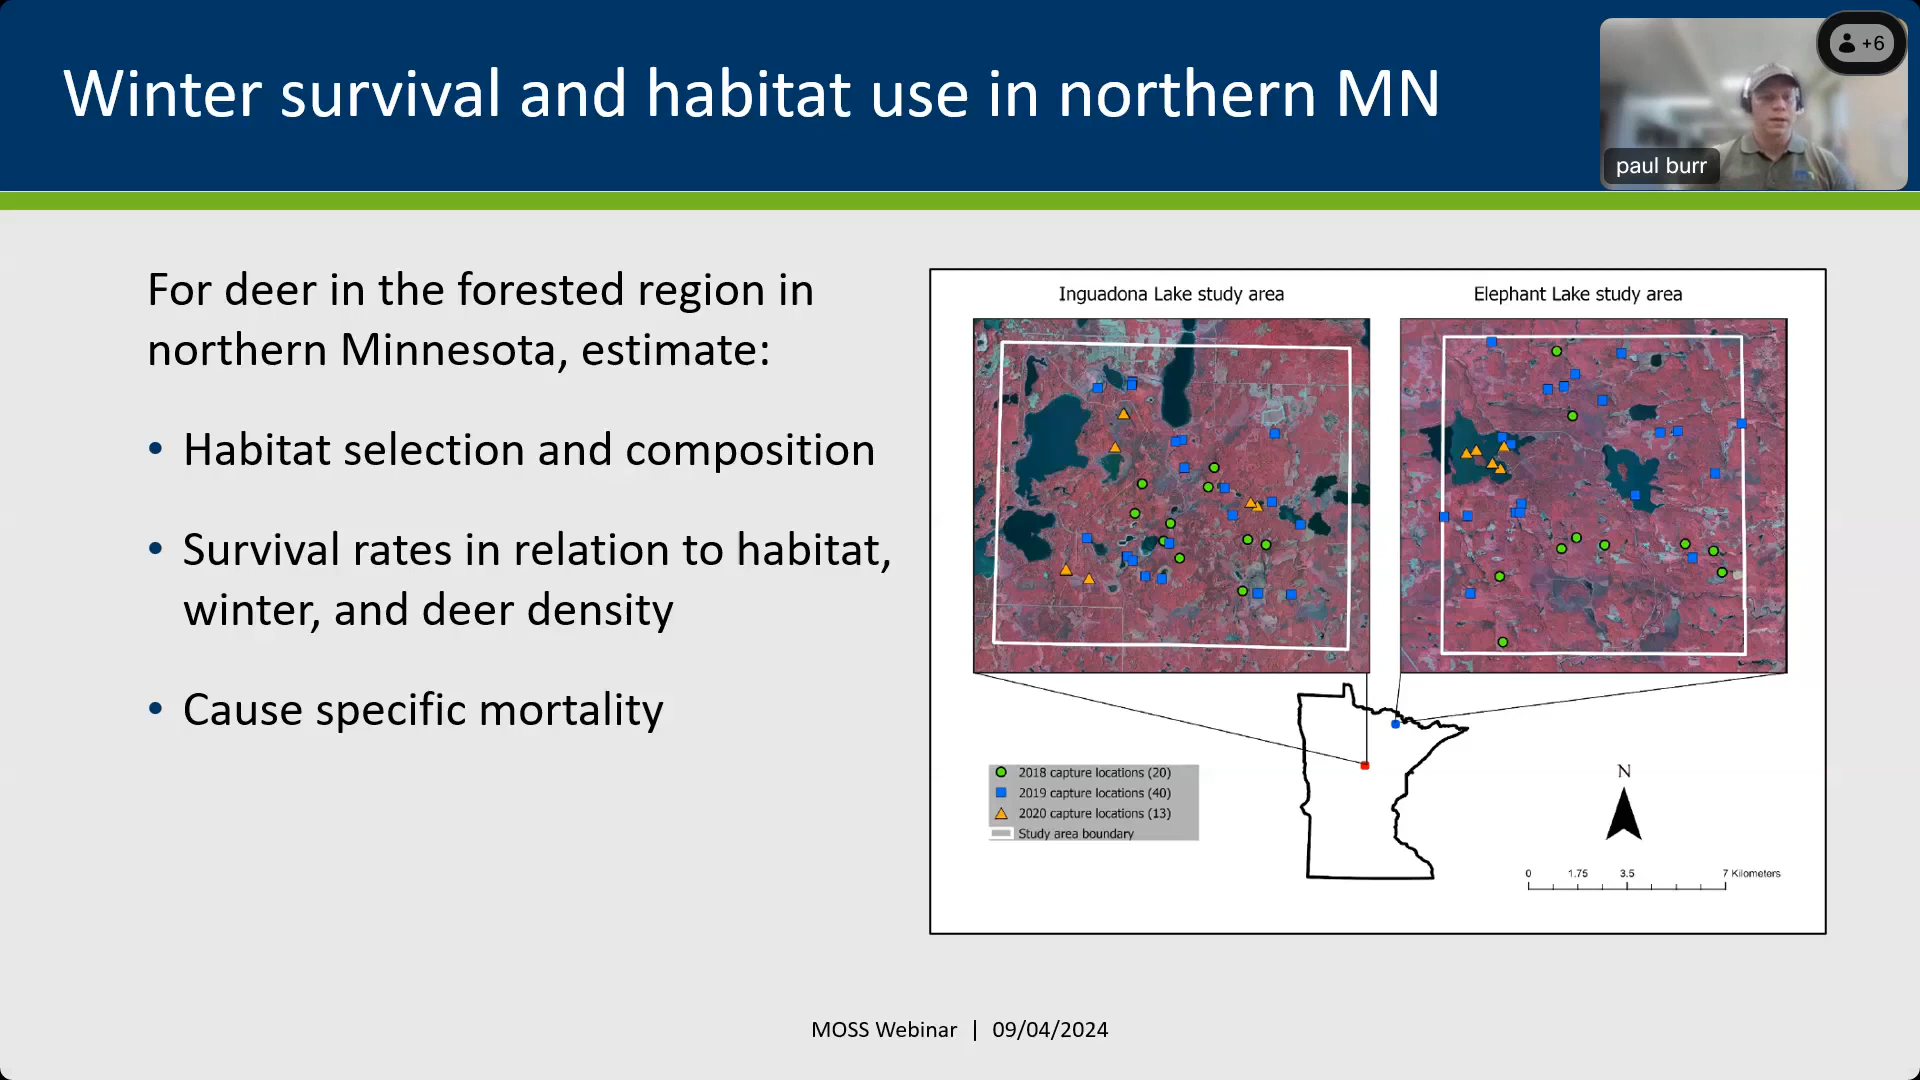 Winter survival and habitat use in northern MN
+6
paul burr
For deer in the forested region in
northern Minnesota, estimate:
• Habitat selection and composition
• Survival rates in relation to habitat,
winter, and deer density
• Cause specific mortality
Inguadona Lake study area
Elephant Lake study area
2018 capture locations (20)
2019 capture locations (40)
2020 capture locations (13)
Study area boundary
N
0 1.75 3.5 7 Kilometers
MOSS Webinar | 09/04/2024